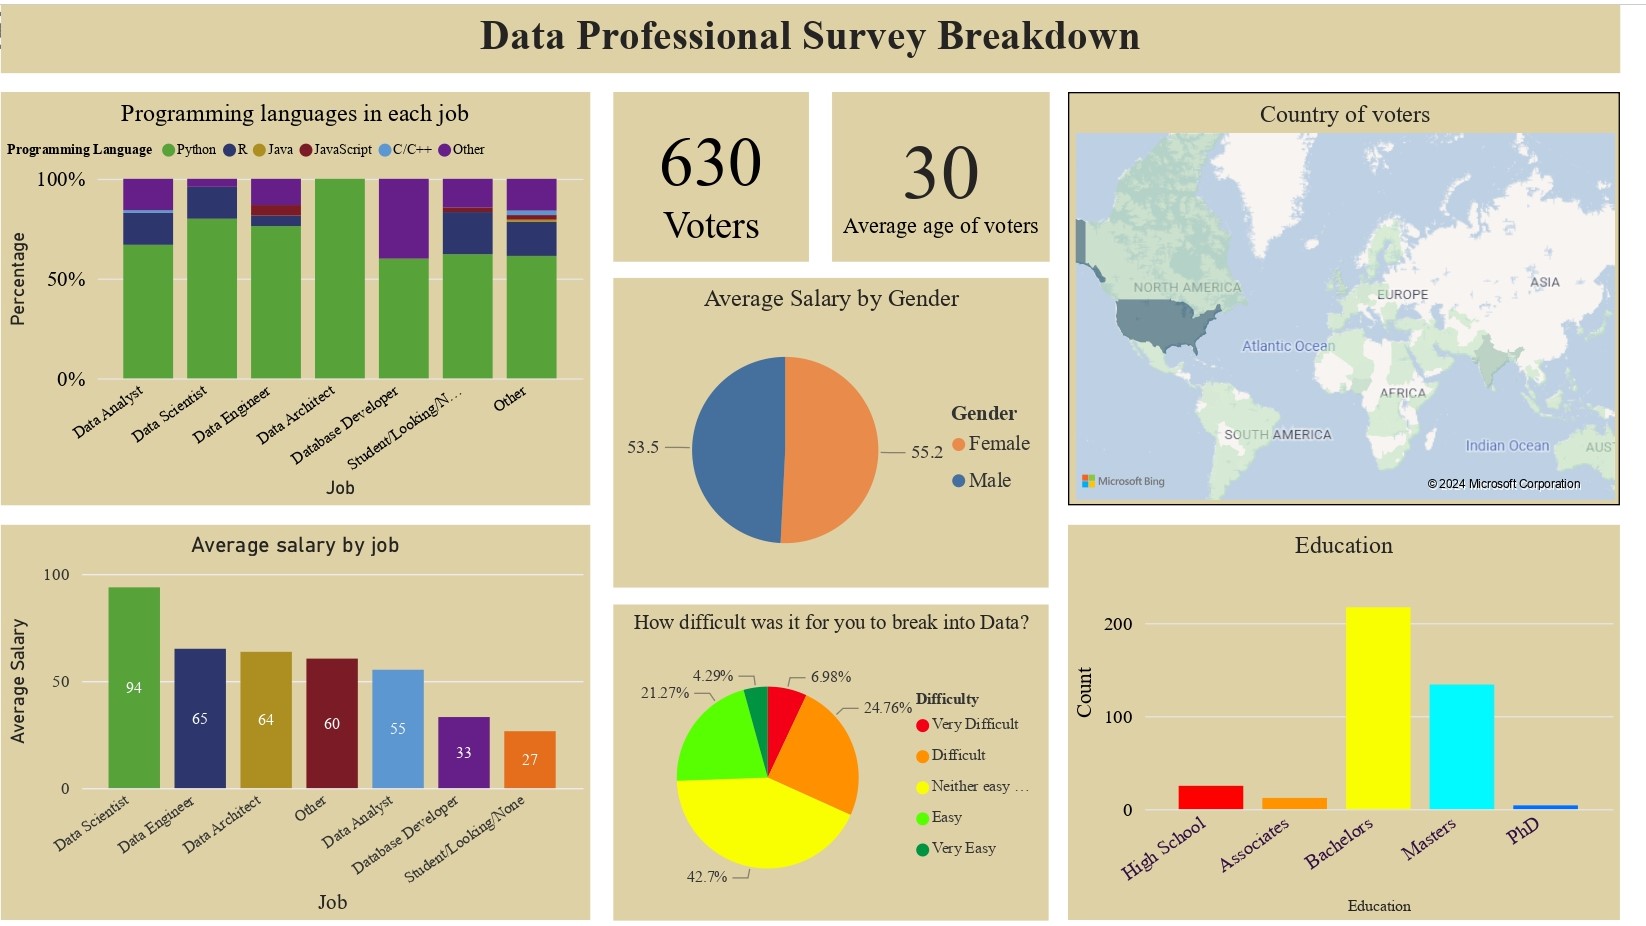 Data Professional Survey Breakdown
Programming languages in each job
Programming Language Python R Java JavaScript C/C++ Other
100%
50%
0%
Percentage
Data Analyst
Data Scientist
Data Engineer
Data Architect
Database Developer
Student/Looking/N…
Other
Job
630
Voters
30
Average age of voters
Country of voters
NORTH AMERICA
EUROPE
ASIA
Atlantic Ocean
AFRICA
SOUTH AMERICA
Indian Ocean
AUS
Microsoft Bing
© 2024 Microsoft Corporation
Average Salary by Gender
53.5
55.2
Gender
Female
Male
Average salary by job
100
50
0
Average Salary
94
65
64
60
55
33
27
Data Scientist
Data Engineer
Data Architect
Other
Data Analyst
Database Developer
Student/Looking/None
Job
How difficult was it for you to break into Data?
4.29%
6.98%
21.27%
24.76%
42.7%
Difficulty
Very Difficult
Difficult
Neither easy …
Easy
Very Easy
Education
200
100
0
Count
High School
Associates
Bachelors
Masters
PhD
Education